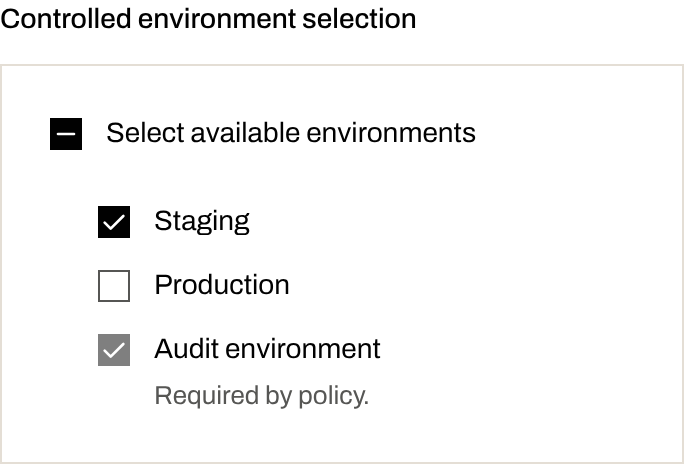 Controlled environment selection
Select available environments
Staging
Production
Audit environment
Required by policy.